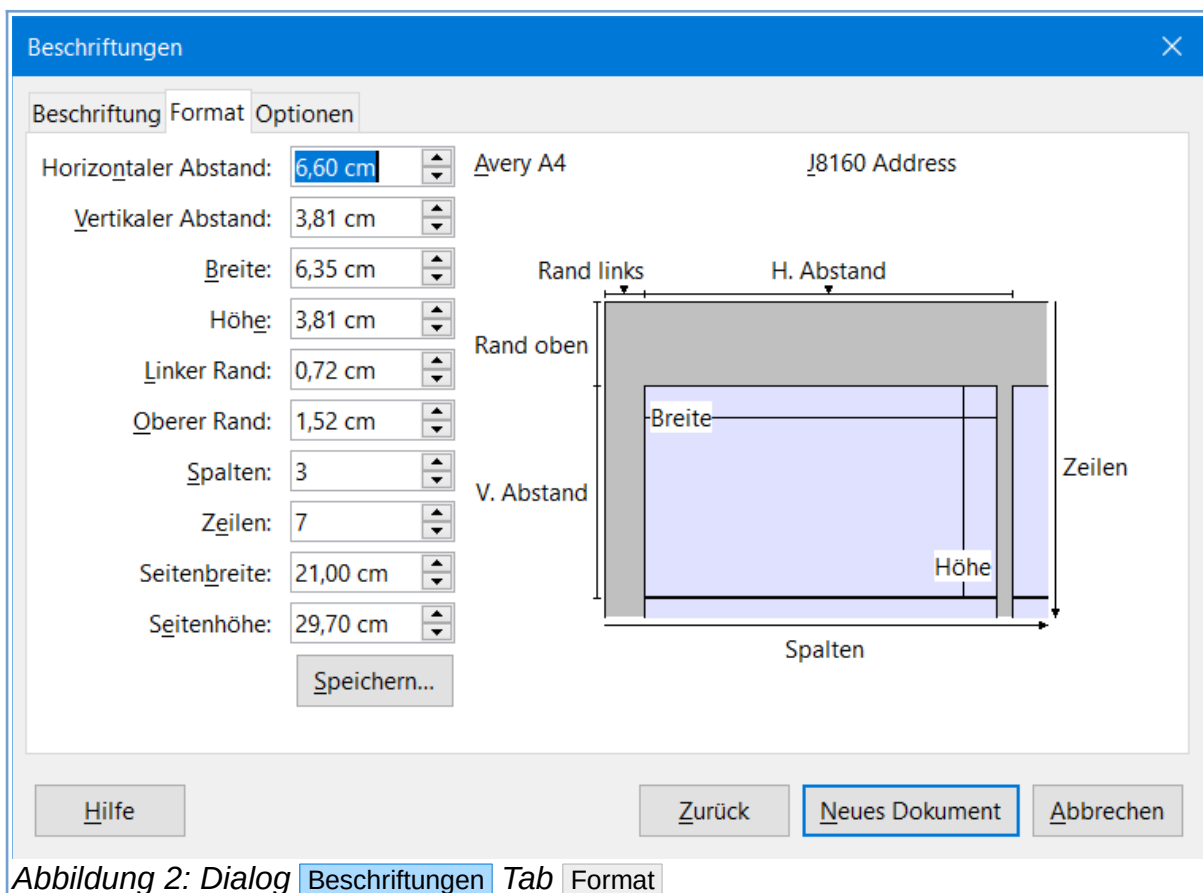 Beschriftungen
Beschriftung Format Optionen
Horizontaler Abstand: 6,60 cm Avery A4 J8160 Address
Vertikaler Abstand: 3,81 cm
Breite: 6,35 cm
Höhe: 3,81 cm
Linker Rand: 0,72 cm
Oberer Rand: 1,52 cm
Spalten: 3
Zeilen: 7
Seitenbreite: 21,00 cm
Seitenhöhe: 29,70 cm
Speichern...
Rand links H. Abstand
Rand oben
Breite
V. Abstand
Zeilen
Höhe
Spalten
Hilfe Zurück Neues Dokument Abbrechen
Abbildung 2: Dialog Beschriftungen Tab Format